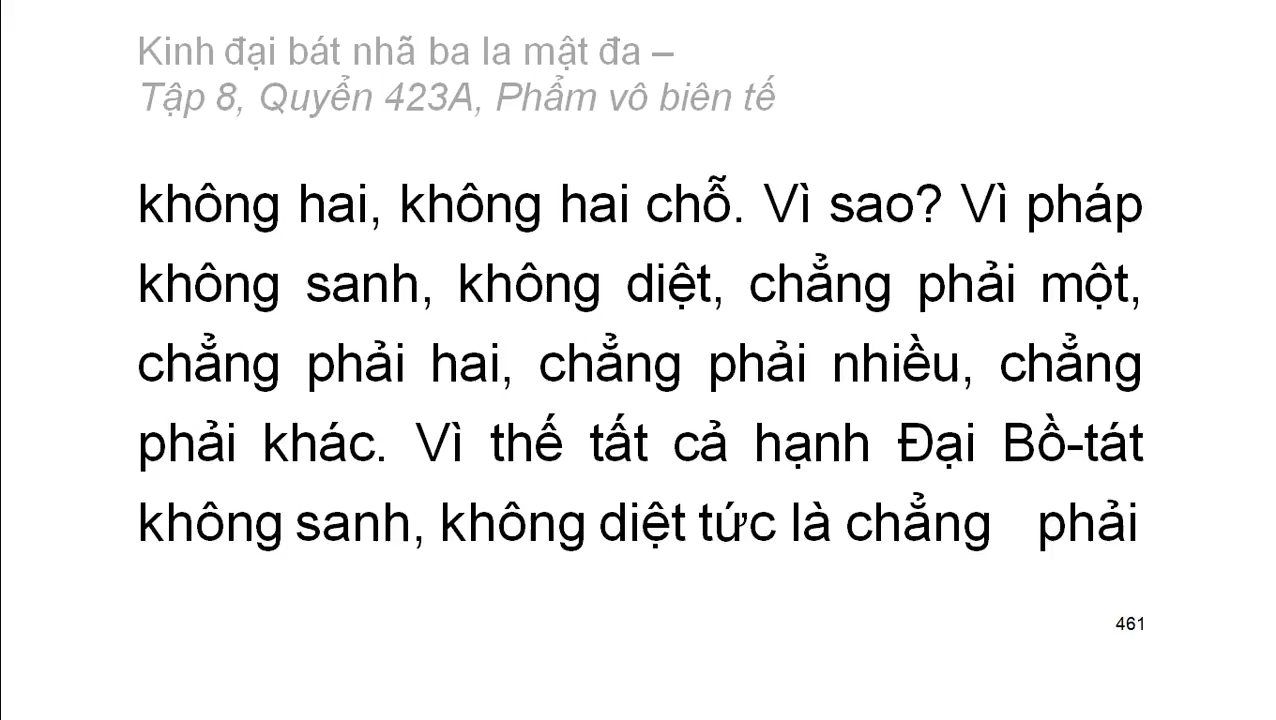 Kinh đại bát nhã ba la mật đa –
Tập 8, Quyển 423A, Phẩm vô biên tế
không hai, không hai chỗ. Vì sao? Vì pháp
không sanh, không diệt, chẳng phải một,
chẳng phải hai, chẳng phải nhiều, chẳng
phải khác. Vì thế tất cả hạnh Đại Bồ-tát
không sanh, không diệt tức là chẳng phải
461